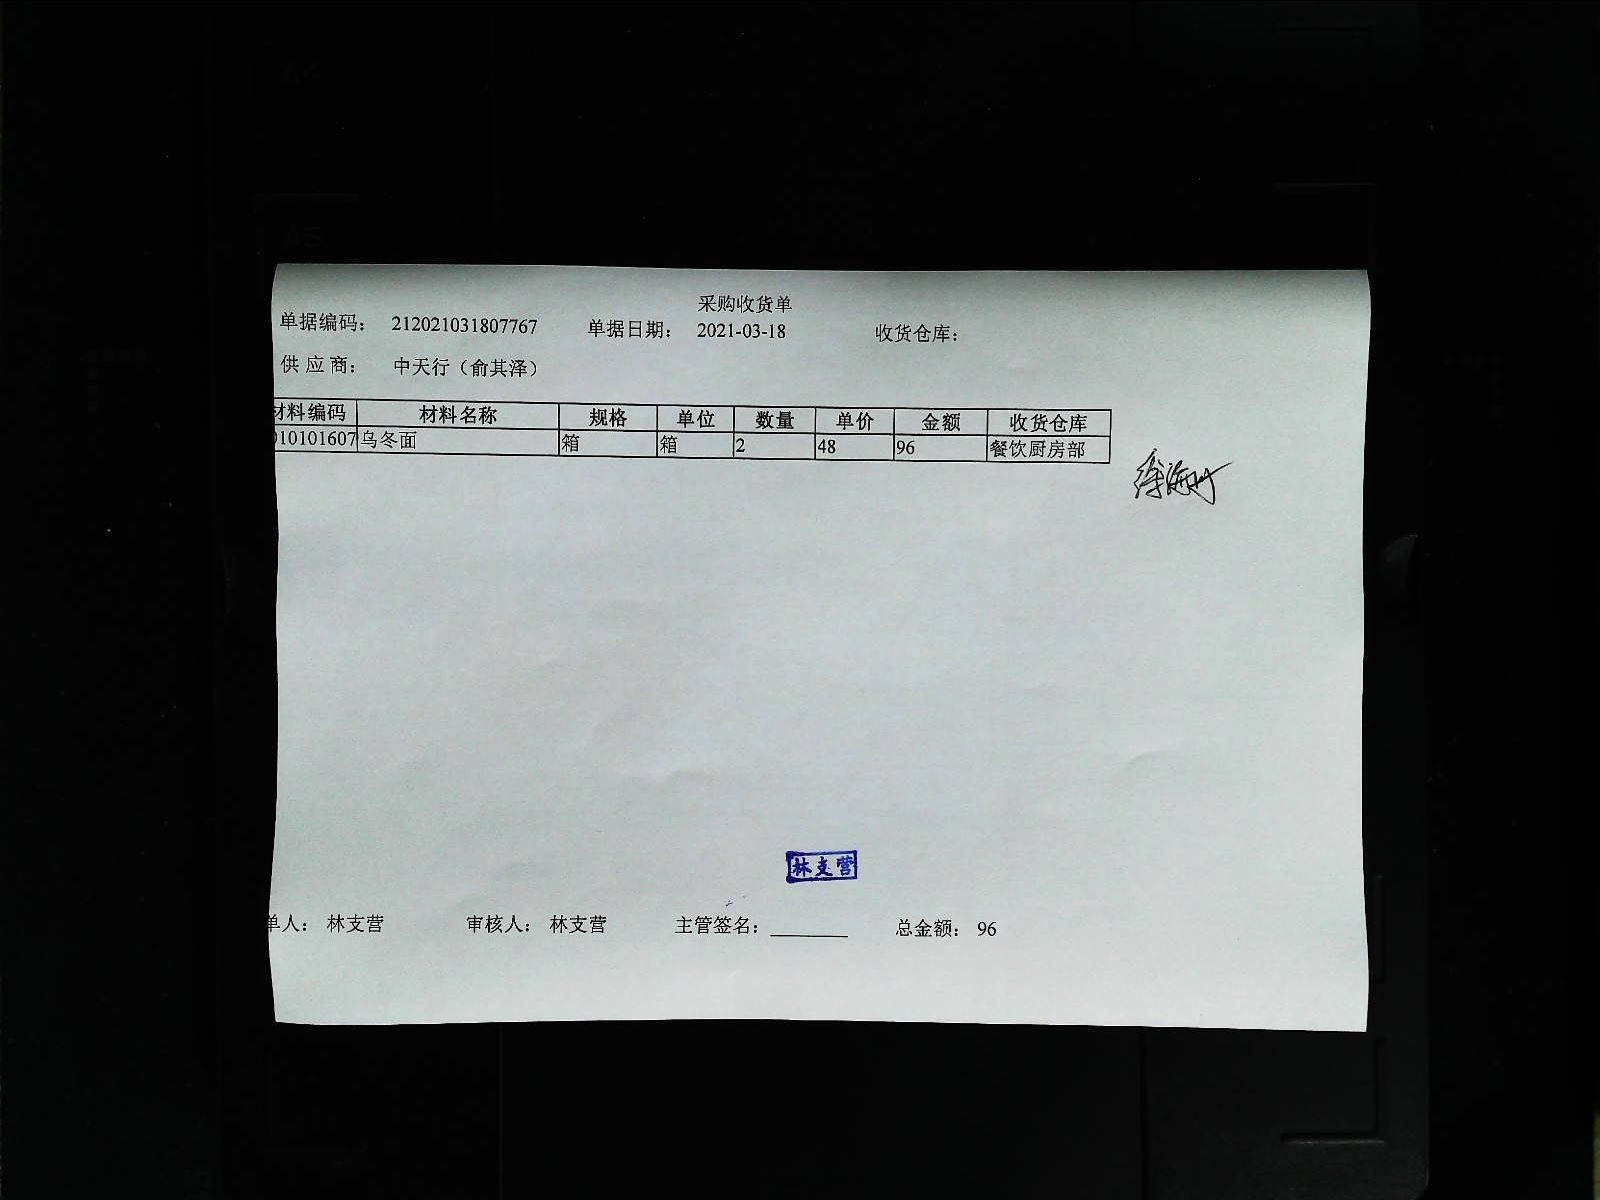 采购收货单
单据编码： 212021031807767 单据日期： 2021-03-18 收货仓库：
供 应 商： 中天行（俞其泽）
材料编码 材料名称 规格 单位 数量 单价 金额 收货仓库
010101607 乌冬面 箱 箱 2 48 96 餐饮厨房部
林支营
单人： 林支营 审核人： 林支营 主管签名： 总金额： 96